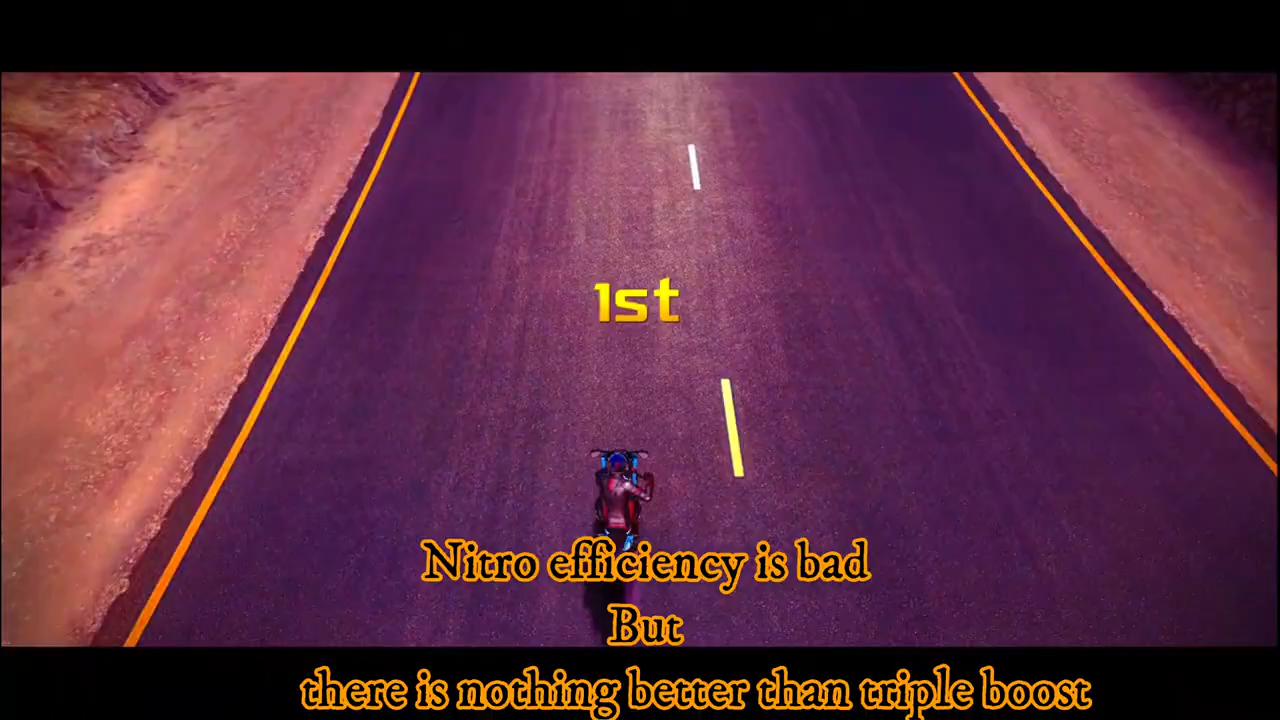 1st
Nitro efficiency is bad
But
there is nothing better than triple boost